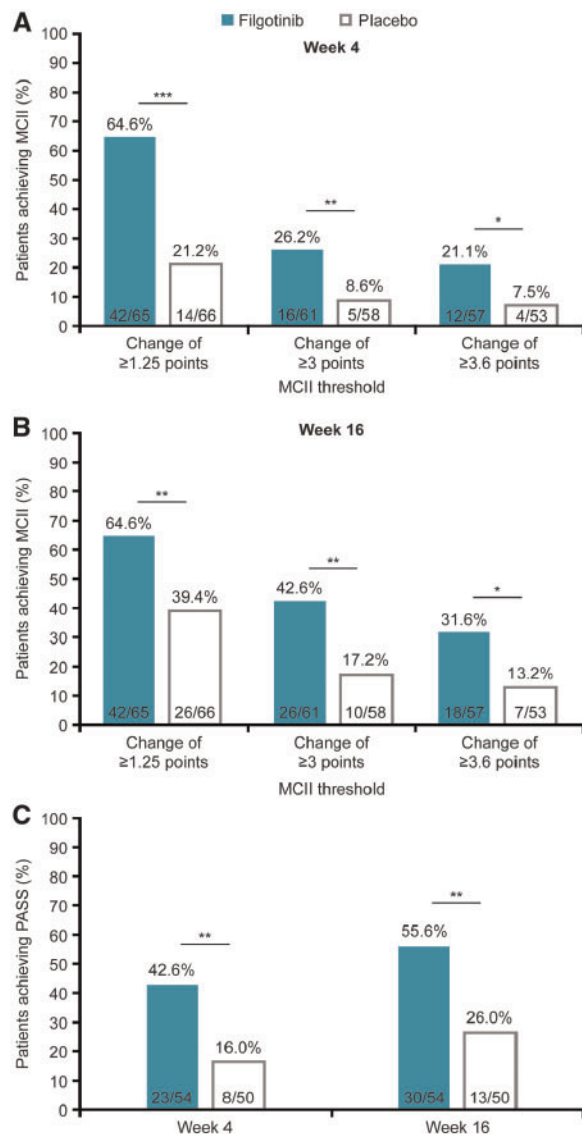 A
Filgotinib Placebo
Week 4
Patients achieving MCII (%)
100
90
80
70
60
50
40
30
20
10
0
***
64.6%
21.2%
42/65
14/66
**
26.2%
8.6%
16/61
5/58
*
21.1%
7.5%
12/57
4/53
Change of
≥1.25 points
Change of
≥3 points
Change of
≥3.6 points
MCII threshold
B
Week 16
Patients achieving MCII (%)
100
90
80
70
60
50
40
30
20
10
0
**
64.6%
39.4%
42/65
26/66
**
42.6%
17.2%
26/61
10/58
*
31.6%
13.2%
18/57
7/53
Change of
≥1.25 points
Change of
≥3 points
Change of
≥3.6 points
MCII threshold
C
Patients achieving PASS (%)
100
90
80
70
60
50
40
30
20
10
0
**
42.6%
16.0%
23/54
8/50
**
55.6%
26.0%
30/54
13/50
Week 4
Week 16